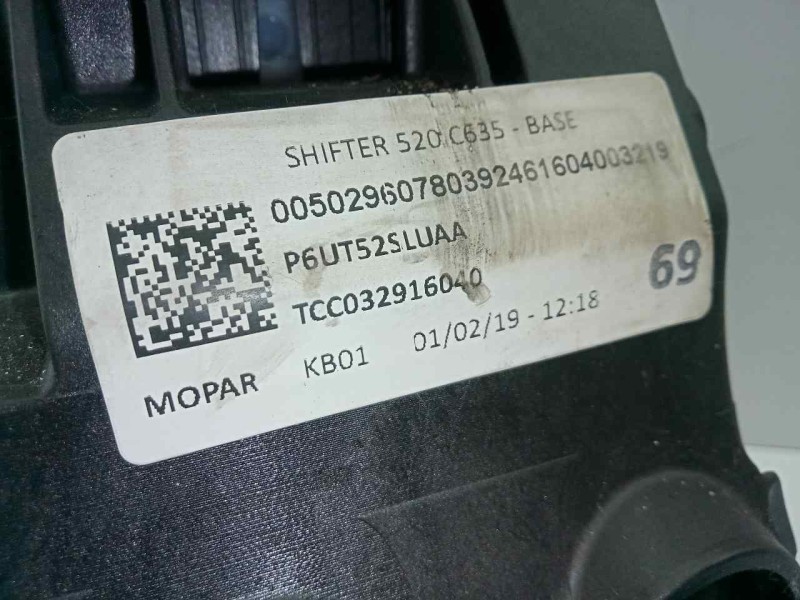 SHIFTER 520 C635 - BASE
00502960780392461604003219
P6UT52SLUAA
TCC032916040
69
MOPAR KB01 01/02/19 - 12:18